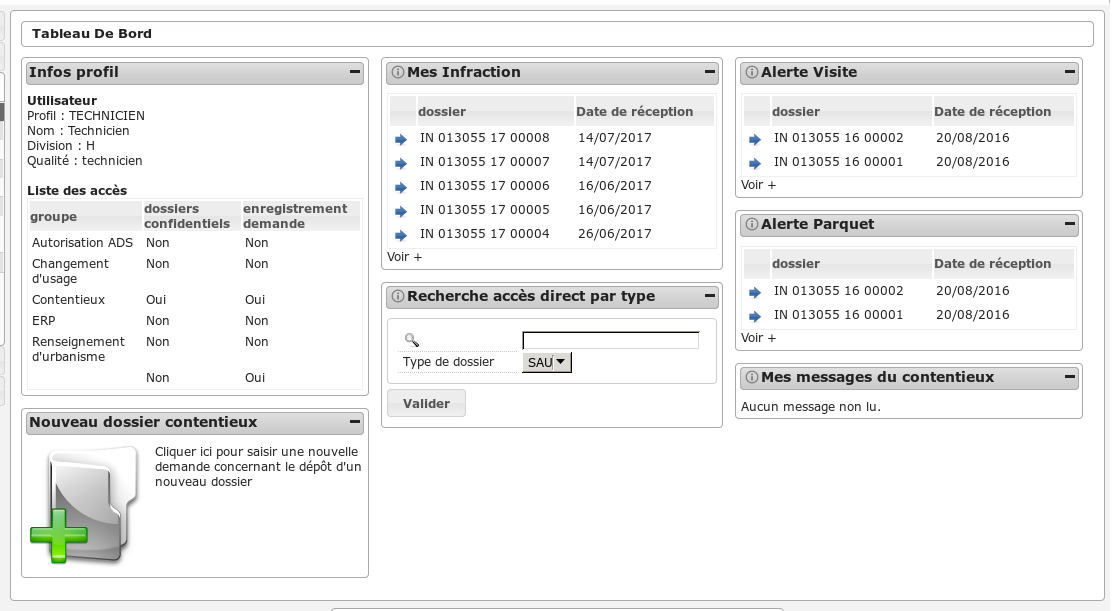 Tableau De Bord
Infos profil
Utilisateur
Profil : TECHNICIEN
Nom : Technicien
Division : H
Qualité : technicien
Liste des accès
groupe dossiers confidentiels enregistrement demande
Autorisation ADS Non Non
Changement d'usage Non Non
Contentieux Oui Oui
ERP Non Non
Renseignement d'urbanisme Non Non
Non Oui
Nouveau dossier contentieux
Cliquer ici pour saisir une nouvelle
demande concernant le dépôt d'un
nouveau dossier
Mes Infraction
dossier Date de réception
IN 013055 17 00008 14/07/2017
IN 013055 17 00007 14/07/2017
IN 013055 17 00006 16/06/2017
IN 013055 17 00005 16/06/2017
IN 013055 17 00004 26/06/2017
Voir +
Recherche accès direct par type
Type de dossier SAU
Valider
Alerte Visite
dossier Date de réception
IN 013055 16 00002 20/08/2016
IN 013055 16 00001 20/08/2016
Voir +
Alerte Parquet
dossier Date de réception
IN 013055 16 00002 20/08/2016
IN 013055 16 00001 20/08/2016
Voir +
Mes messages du contentieux
Aucun message non lu.